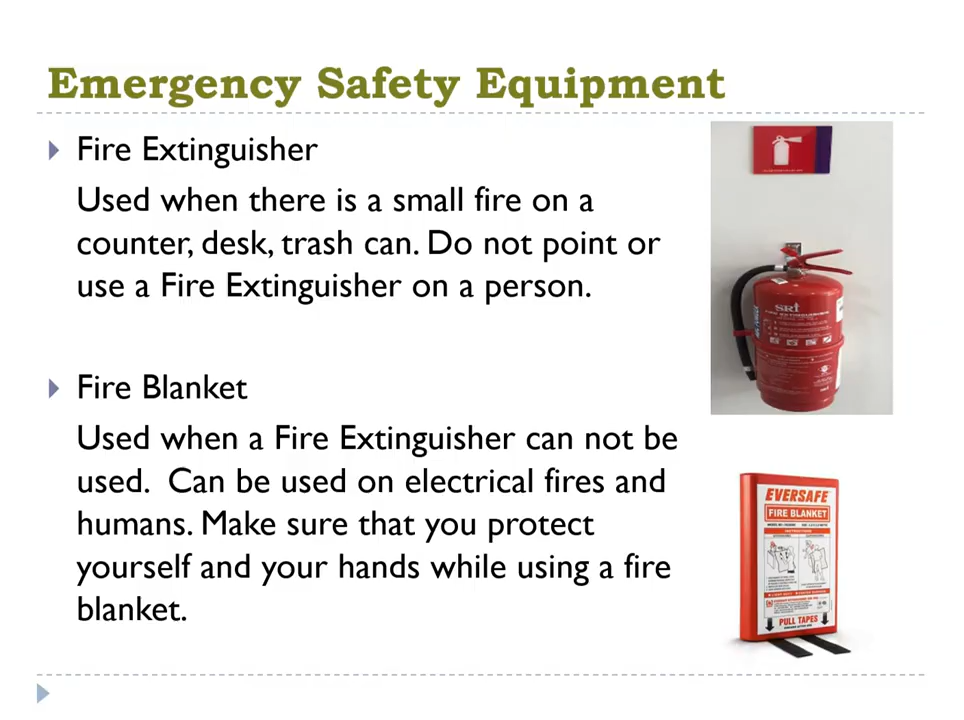 Emergency Safety Equipment
Fire Extinguisher
Used when there is a small fire on a
counter, desk, trash can. Do not point or
use a Fire Extinguisher on a person.
Fire Blanket
Used when a Fire Extinguisher can not be
used.  Can be used on electrical fires and
humans. Make sure that you protect
yourself and your hands while using a fire
blanket.
SRI
EVERSAFE
FIRE BLANKET
PULL TAPES